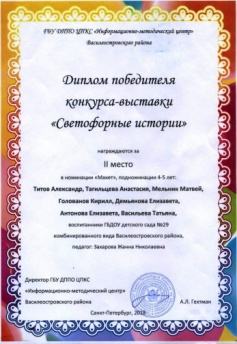 ГБУ ДППО ЦПКС «Информационно-методический центр»
Василеостровского района
Диплом победителя
конкурса-выставки
«Светофорные истории»
награждаются за
II место
в номинации «Макет», подноминации 4-5 лет:
Титов Александр, Тагильцева Анастасия, Мельник Матвей,
Голованов Кирилл, Демьянова Елизавета,
Антонова Елизавета, Васильева Татьяна,
воспитанники ГБДОУ детского сада №29
комбинированного вида Василеостровского района,
педагог: Захарова Жанна Николаевна
Директор ГБУ ДППО ЦПКС
«Информационно-методический центр»
Василеостровского района
А.Л. Гехтман
Санкт-Петербург, 2018